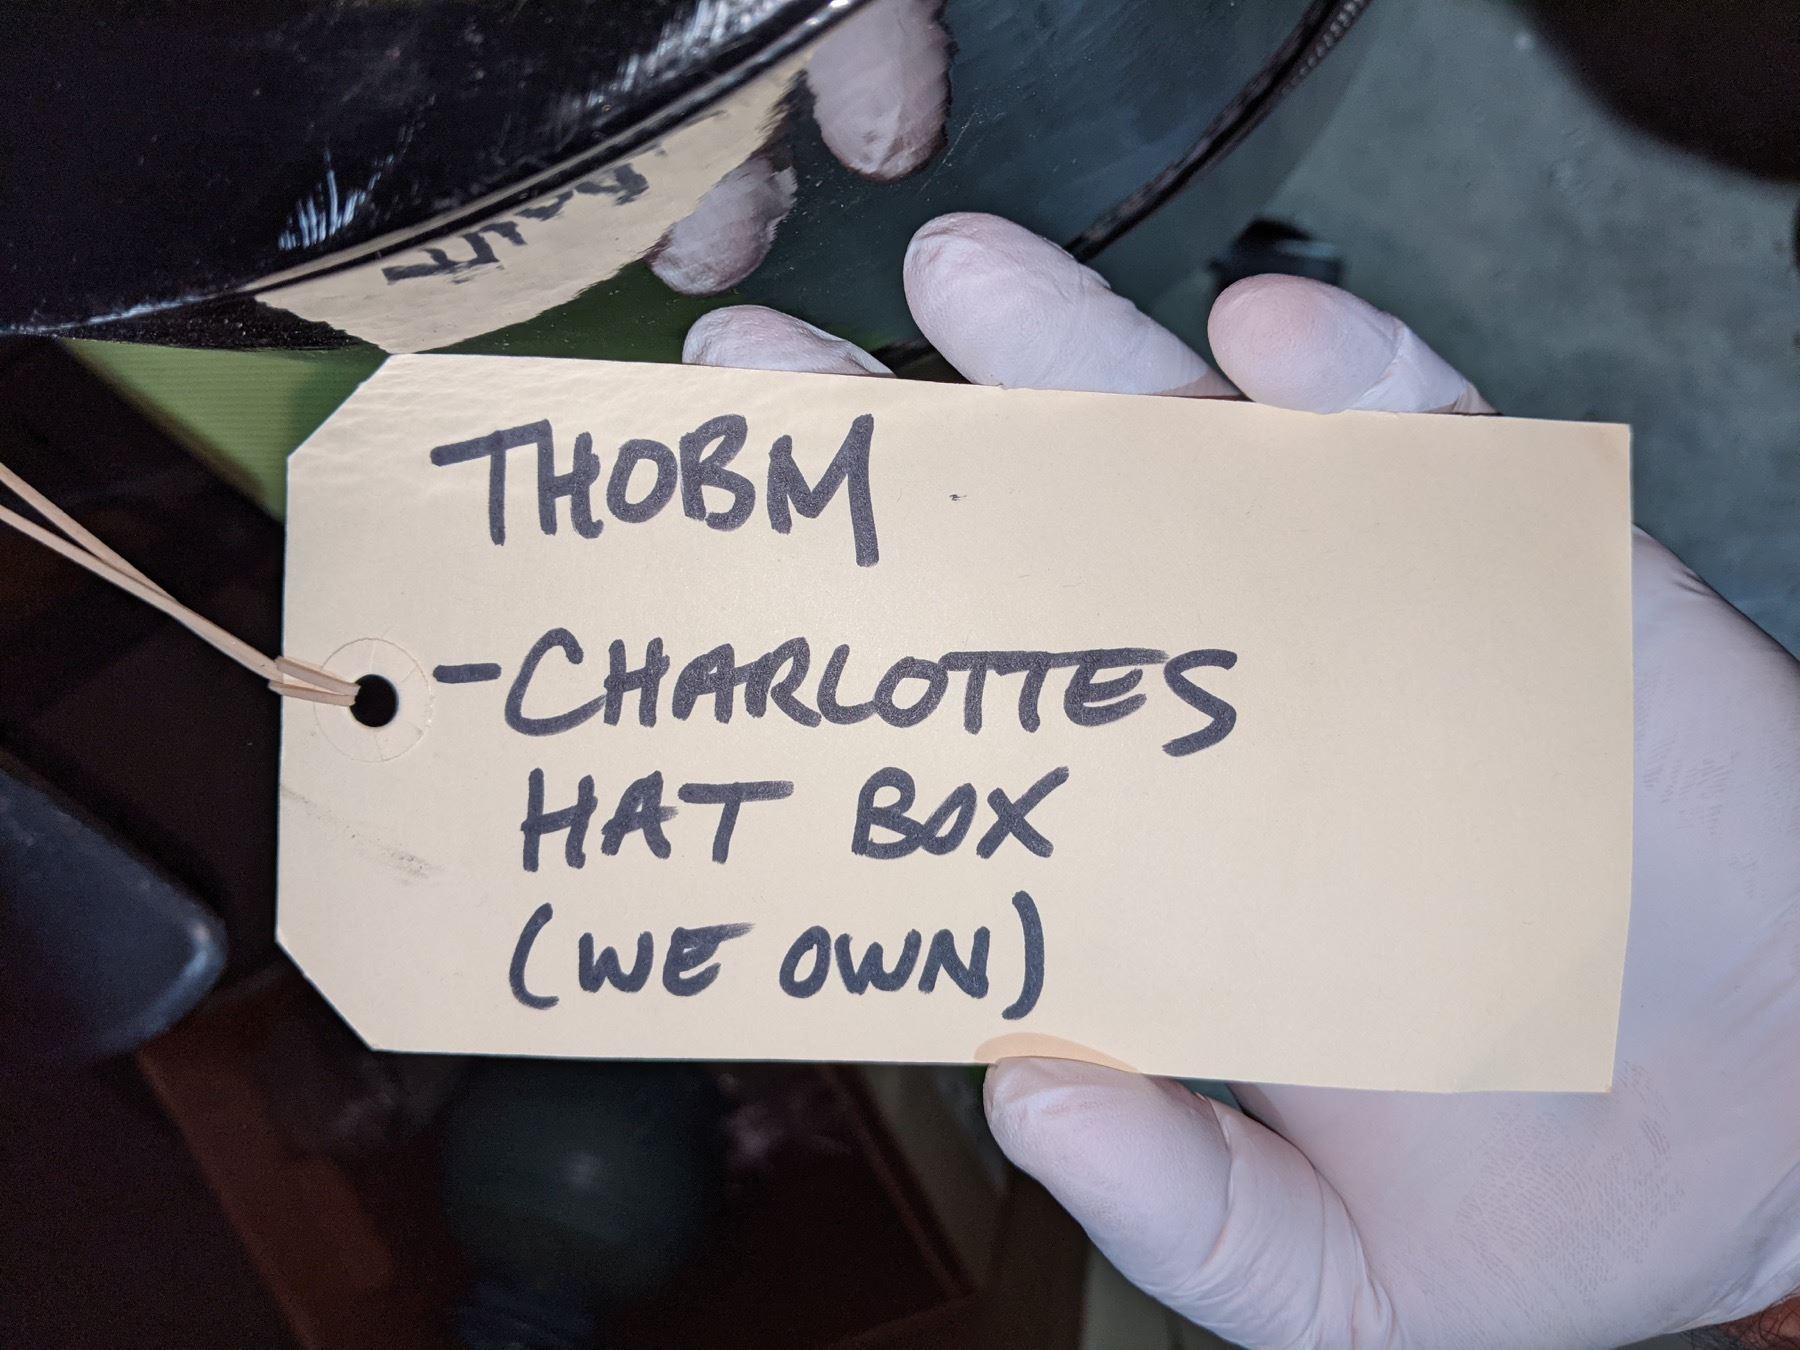 THOBM
-CHARLOTTES
HAT BOX
(WE OWN)